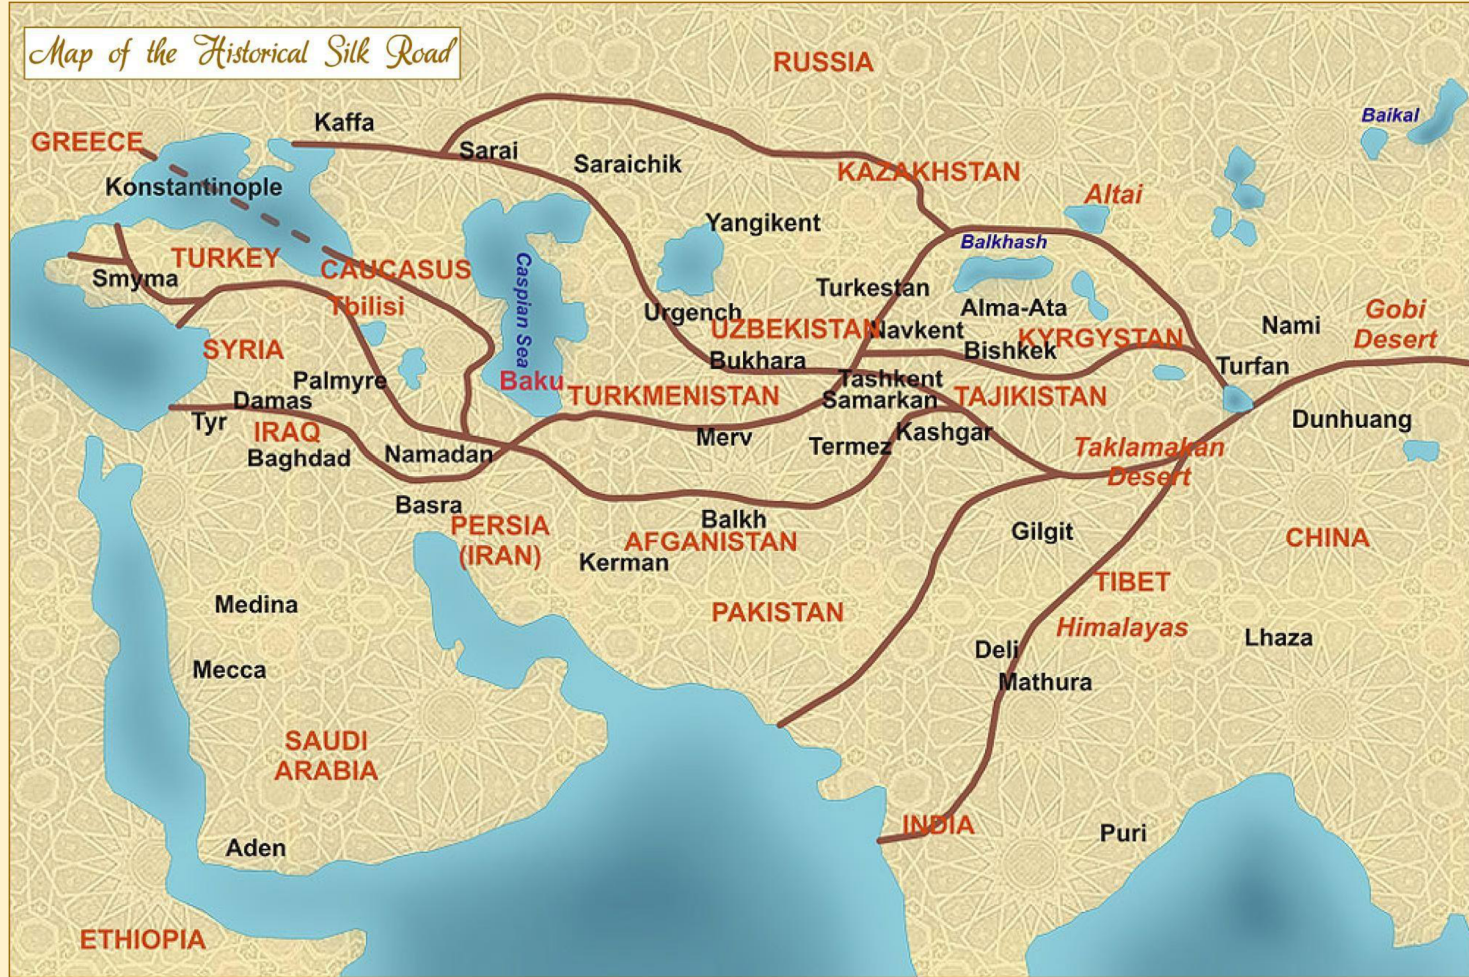 Map of the Historical Silk Road
RUSSIA
Baikal
Kaffa
GREECE
Sarai
Saraichik
KAZAKHSTAN
Konstantinople
Altai
Yangikent
Balkhash
TURKEY
CAUCASUS
Smyma
Caspian Sea
Turkestan
Tbilisi
Urgench
Alma-Ata
Gobi
Desert
UZBEKISTAN
Navkent
KYRGYSTAN
Nami
SYRIA
Bukhara
Bishkek
Turfan
Palmyre
Baku
Tashkent
TURKMENISTAN
TAJIKISTAN
Damas
Samarkan
Tyr
Dunhuang
IRAQ
Merv
Kashgar
Baghdad
Namadan
Termez
Taklamakan
Desert
Basra
Balkh
PERSIA
(IRAN)
Gilgit
AFGANISTAN
CHINA
Kerman
TIBET
Medina
PAKISTAN
Himalayas
Lhaza
Deli
Mecca
Mathura
SAUDI
ARABIA
INDIA
Puri
Aden
ETHIOPIA